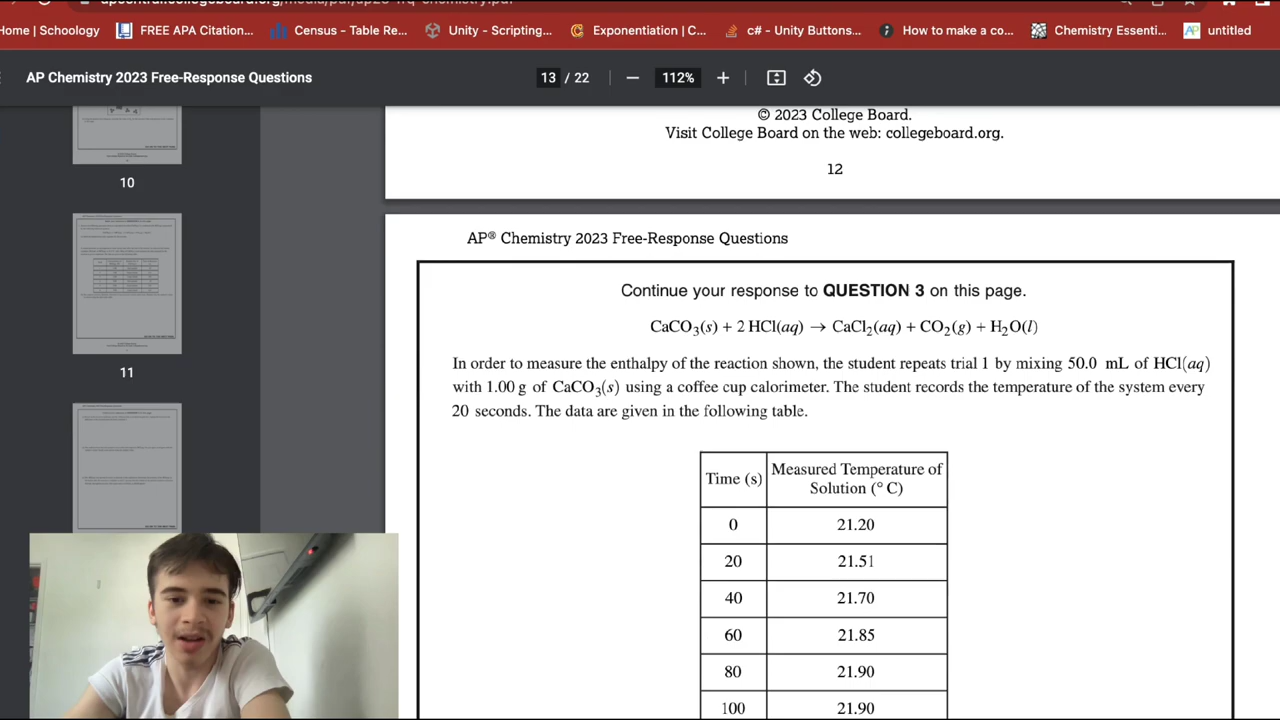 Home | Schoology FREE APA Citation... Census - Table Re... Unity - Scripting... Exponentiation | C... c# - Unity Buttons... How to make a co... Chemistry Essenti... AP untitled
AP Chemistry 2023 Free-Response Questions 13 / 22 112%
© 2023 College Board.
Visit College Board on the web: collegeboard.org.
12
10
11
AP® Chemistry 2023 Free-Response Questions
Continue your response to QUESTION 3 on this page.
CaCO₃(s) + 2 HCl(aq) → CaCl₂(aq) + CO₂(g) + H₂O(l)
In order to measure the enthalpy of the reaction shown, the student repeats trial 1 by mixing 50.0 mL of HCl(aq)
with 1.00 g of CaCO₃(s) using a coffee cup calorimeter. The student records the temperature of the system every
20 seconds. The data are given in the following table.
Time (s) Measured Temperature of
Solution (° C)
0 21.20
20 21.51
40 21.70
60 21.85
80 21.90
100 21.90